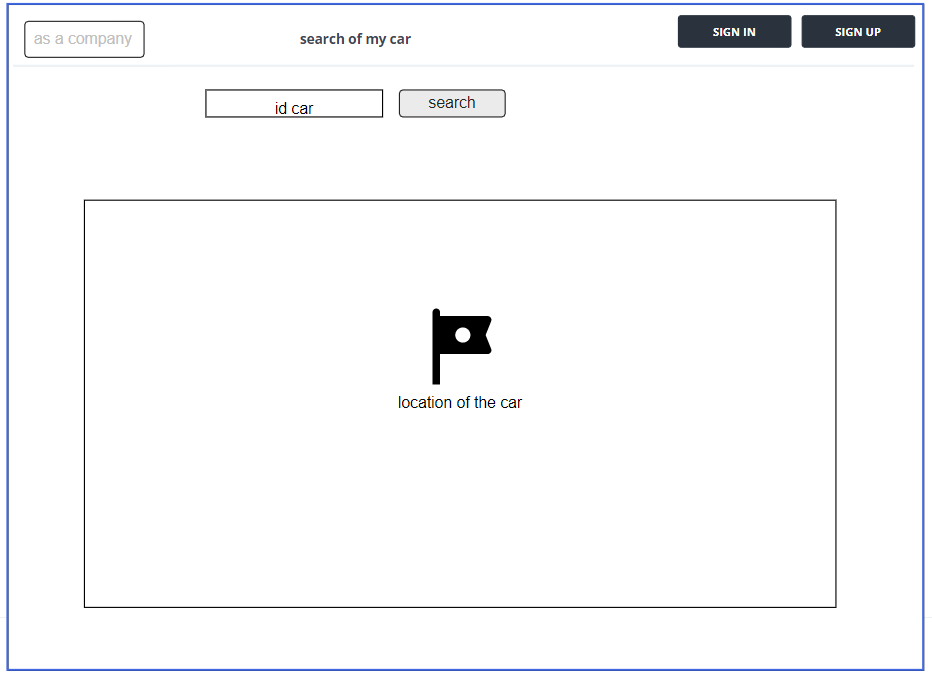 as a company
search of my car
SIGN IN
SIGN UP
id car
search
location of the car